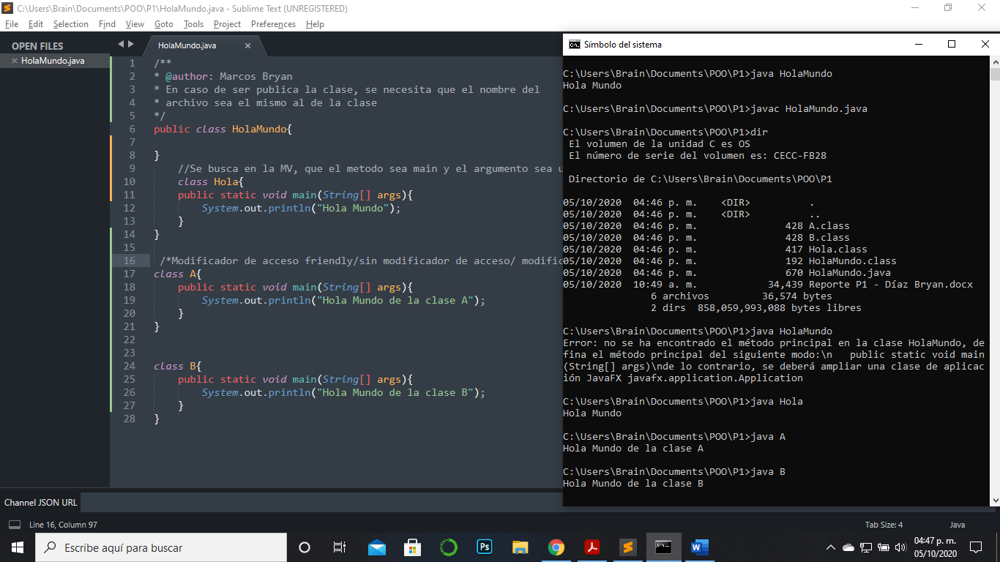 C:\Users\Brain\Documents\POO\P1\HolaMundo.java - Sublime Text (UNREGISTERED)
File Edit Selection Find View Goto Tools Project Preferences Help
OPEN FILES
HolaMundo.java
HolaMundo.java
1 /**
2 * @author: Marcos Bryan
3 * En caso de ser publica la clase, se necesita que el nombre del
4 * archivo sea el mismo al de la clase
5 */
6 public class HolaMundo{
7
8 }
9 //Se busca en la MV, que el metodo sea main y el argumento sea u
10 class Hola{
11 public static void main(String[] args){
12 System.out.println("Hola Mundo");
13 }
14 }
15
16 /*Modificador de acceso friendly/sin modificador de acceso/ modific
17 class A{
18 public static void main(String[] args){
19 System.out.println("Hola Mundo de la clase A");
20 }
21 }
22
23
24 class B{
25 public static void main(String[] args){
26 System.out.println("Hola Mundo de la clase B");
27 }
28 }
Símbolo del sistema
C:\Users\Brain\Documents\POO\P1>java HolaMundo
Hola Mundo
C:\Users\Brain\Documents\POO\P1>javac HolaMundo.java
C:\Users\Brain\Documents\POO\P1>dir
El volumen de la unidad C es OS
El número de serie del volumen es: CECC-FB28
Directorio de C:\Users\Brain\Documents\POO\P1
05/10/2020 04:46 p. m. <DIR> .
05/10/2020 04:46 p. m. <DIR> ..
05/10/2020 04:46 p. m. 428 A.class
05/10/2020 04:46 p. m. 428 B.class
05/10/2020 04:46 p. m. 417 Hola.class
05/10/2020 04:46 p. m. 192 HolaMundo.class
05/10/2020 04:46 p. m. 670 HolaMundo.java
05/10/2020 10:49 a. m. 34,439 Reporte P1 - Díaz Bryan.docx
6 archivos 36,574 bytes
2 dirs 858,059,993,088 bytes libres
C:\Users\Brain\Documents\POO\P1>java HolaMundo
Error: no se ha encontrado el método principal en la clase HolaMundo, de
fina el método principal del siguiente modo:\n public static void main
(String[] args)\nde lo contrario, se deberá ampliar una clase de aplicac
ión JavaFX javafx.application.Application
C:\Users\Brain\Documents\POO\P1>java Hola
Hola Mundo
C:\Users\Brain\Documents\POO\P1>java A
Hola Mundo de la clase A
C:\Users\Brain\Documents\POO\P1>java B
Hola Mundo de la clase B
Channel JSON URL
Line 16, Column 97
Tab Size: 4
Java
Escribe aquí para buscar
Ps
04:47 p. m.
05/10/2020